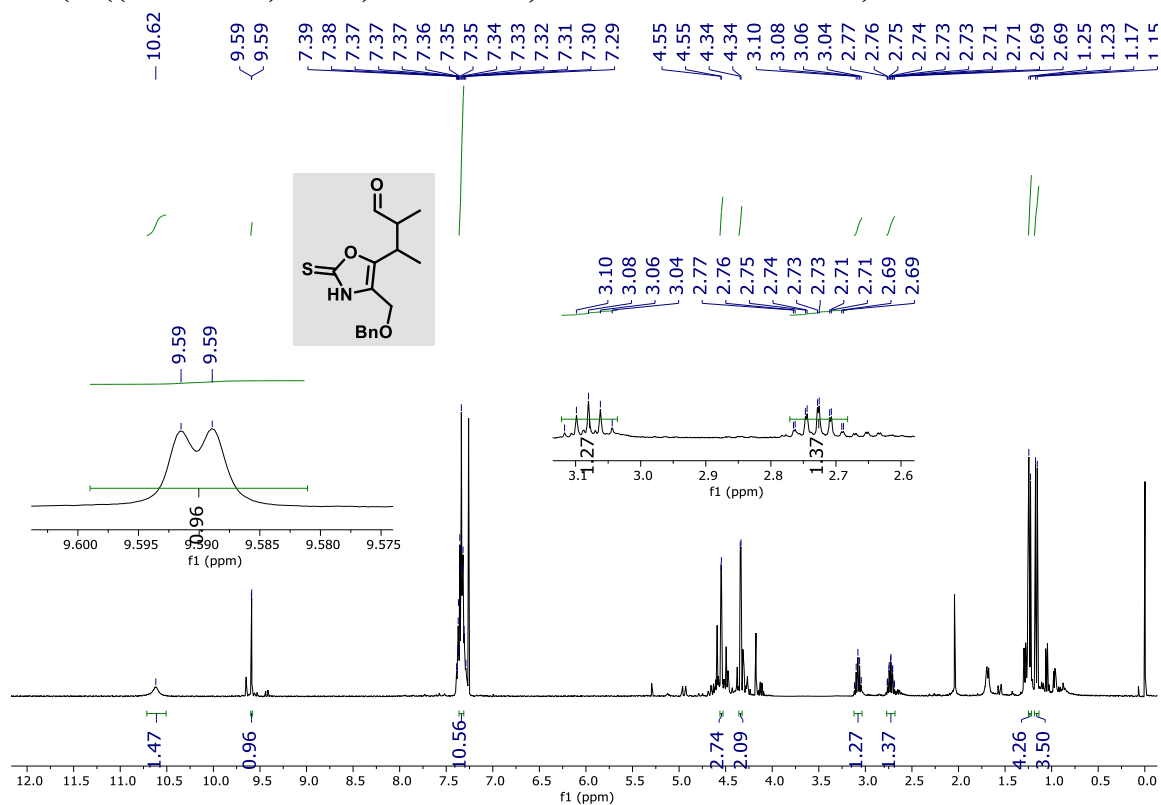 10.62 9.59 9.59 7.39 7.38 7.37 7.37 7.37 7.36 7.35 7.35 7.34 7.33 7.32 7.31 7.30 7.29 4.55 4.55 4.34 4.34 3.10 3.08 3.06 3.04 2.77 2.76 2.75 2.74 2.73 2.73 2.71 2.71 2.69 2.69 1.25 1.23 1.17 1.15
O
O
S
HN
BnO
3.10 3.08 3.06 3.04 2.77 2.76 2.75 2.74 2.73 2.73 2.71 2.71 2.69 2.69
9.59 9.59
1.27 1.37
3.1 3.0 2.9 2.8 2.7 2.6
f1 (ppm)
0.96
9.600 9.595 9.590 9.585 9.580 9.575
f1 (ppm)
1.47 0.96 10.56 2.74 2.09 1.27 1.37 4.26 3.50
12.0 11.5 11.0 10.5 10.0 9.5 9.0 8.5 8.0 7.5 7.0 6.5 6.0 5.5 5.0 4.5 4.0 3.5 3.0 2.5 2.0 1.5 1.0 0.5 0.0
f1 (ppm)